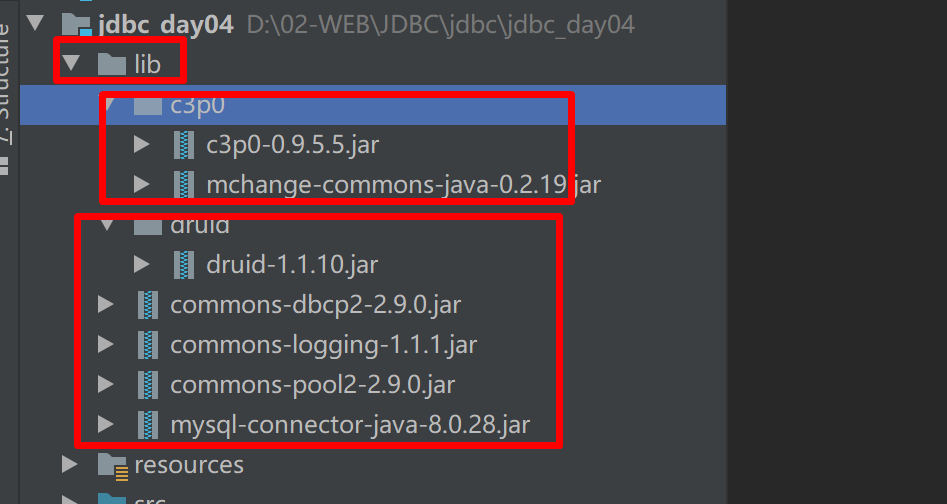 jdbc_day04 D:\02-WEB\JDBC\jdbc\jdbc_day04
lib
c3p0
c3p0-0.9.5.5.jar
mchange-commons-java-0.2.19.jar
druid
druid-1.1.10.jar
commons-dbcp2-2.9.0.jar
commons-logging-1.1.1.jar
commons-pool2-2.9.0.jar
mysql-connector-java-8.0.28.jar
resources
src
7: Structure